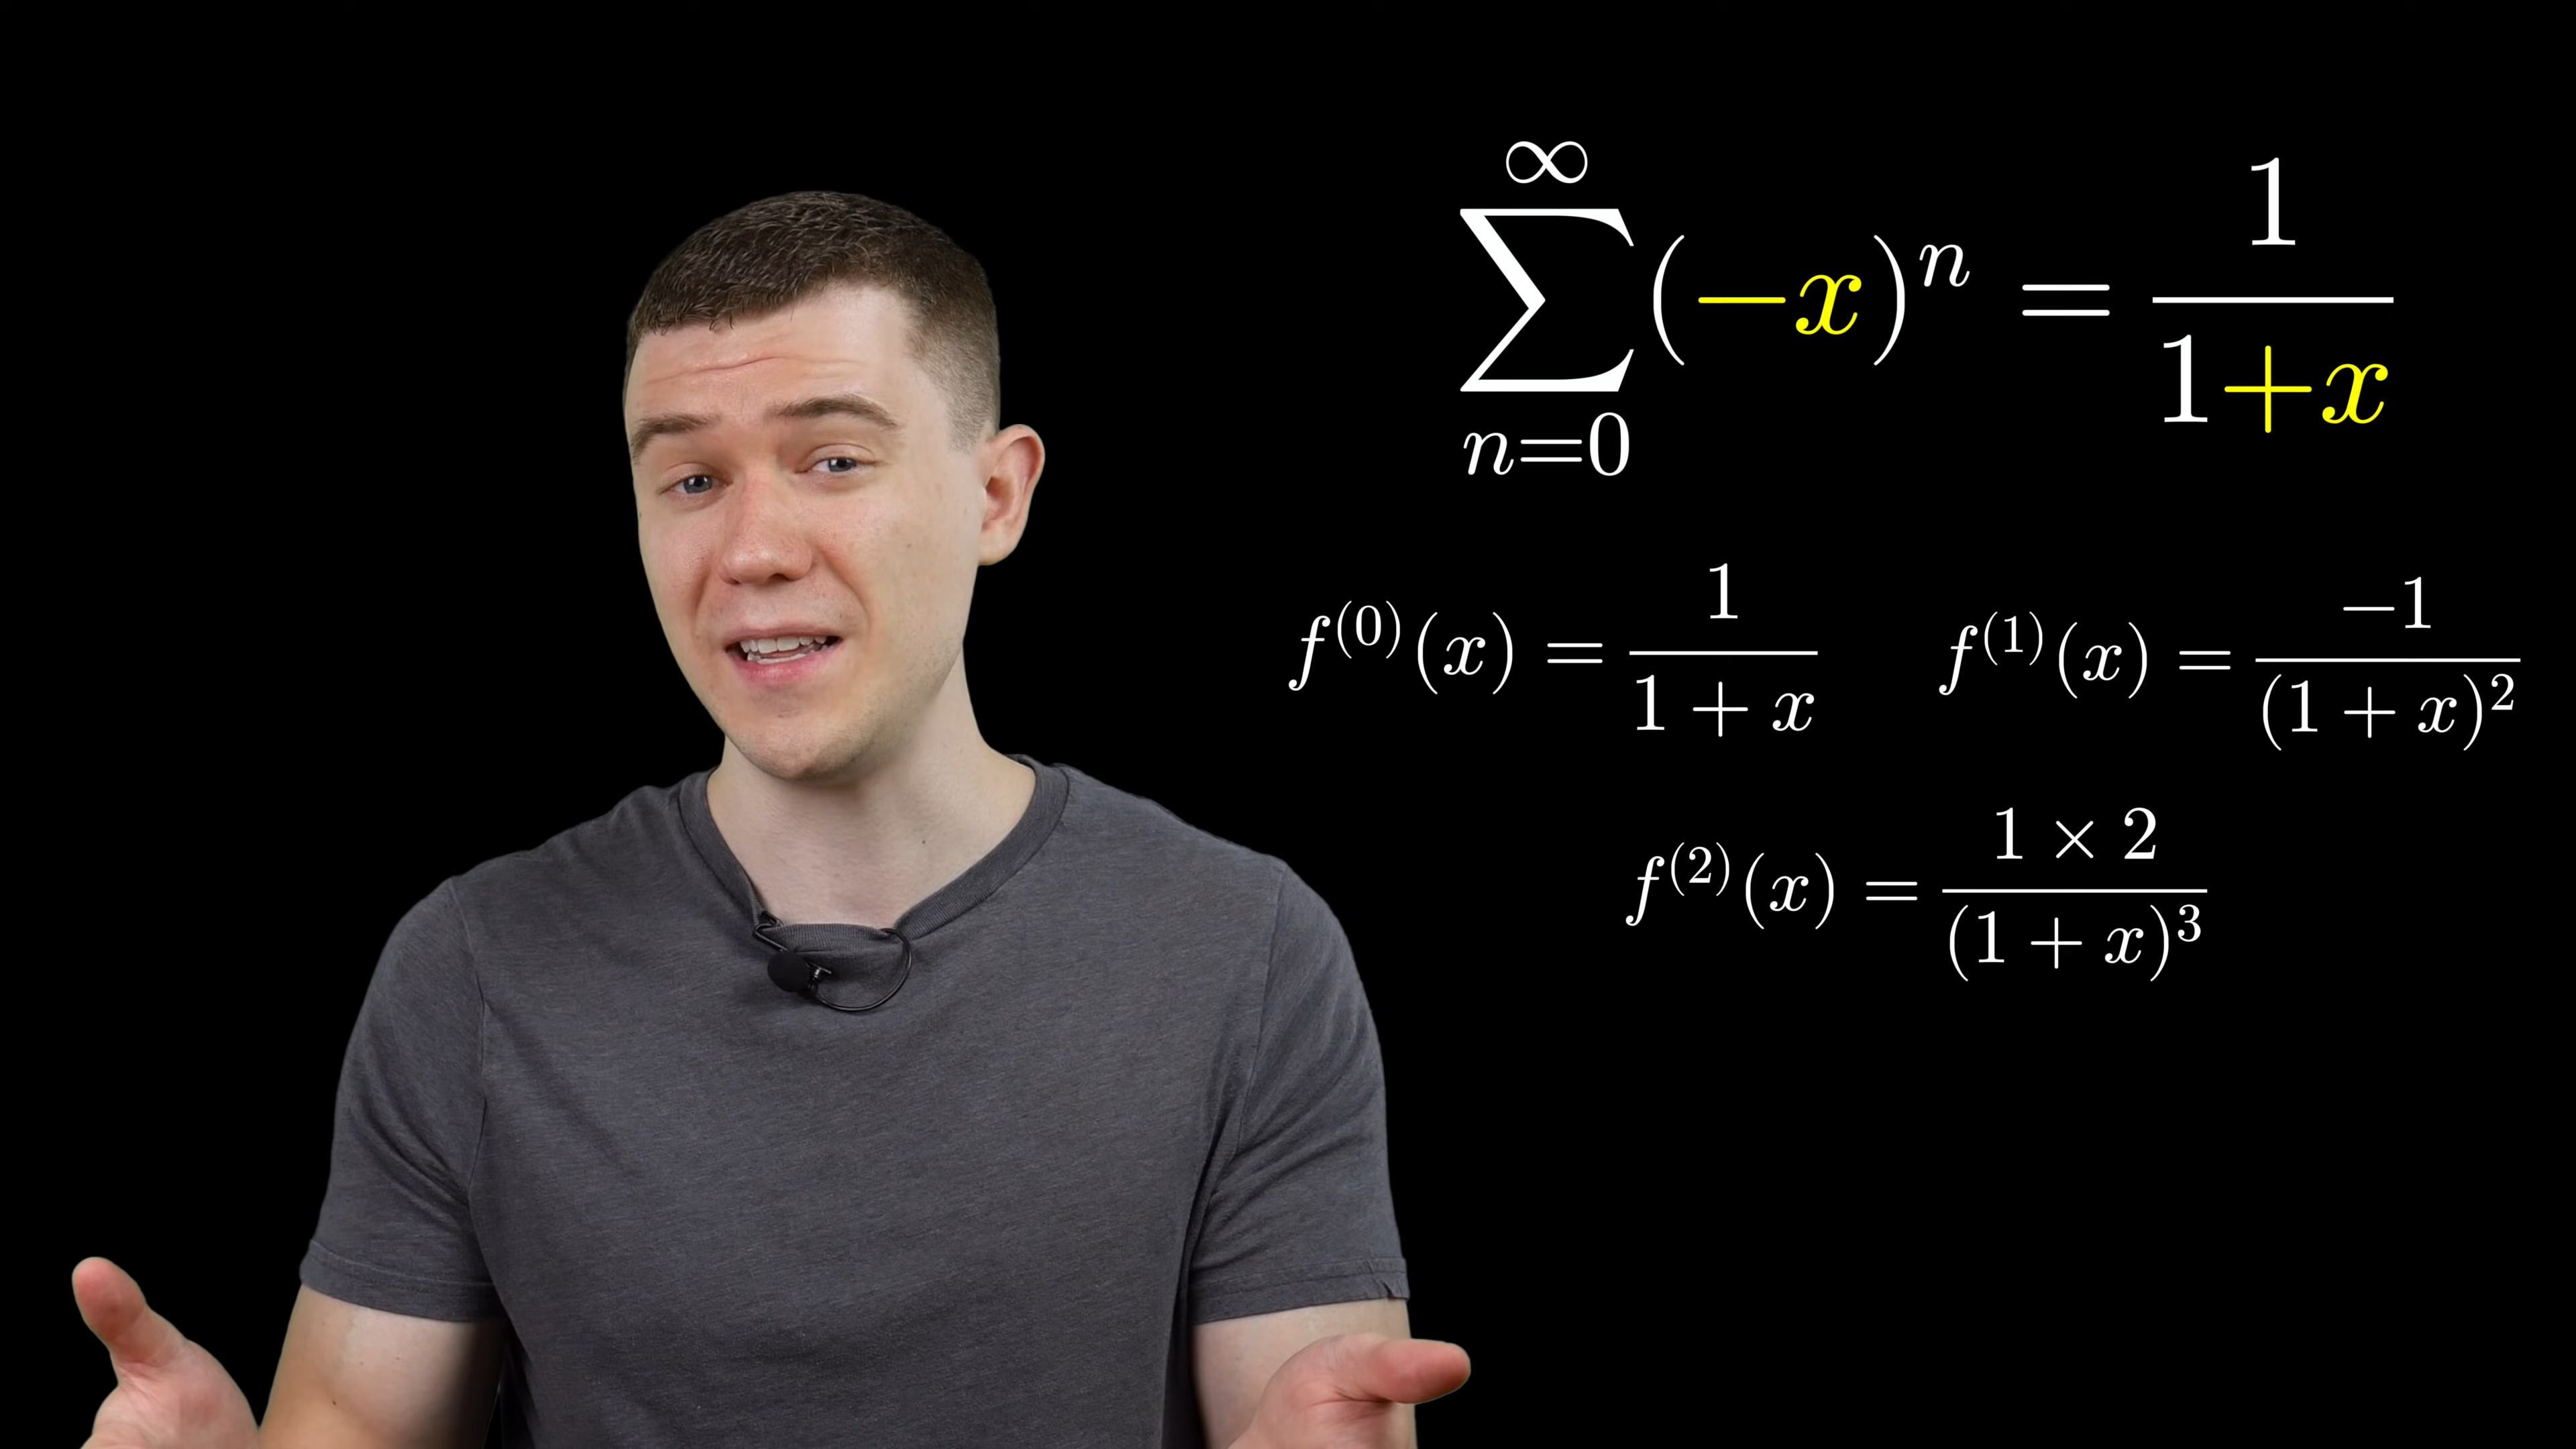 ∞
∑(−x)ⁿ = 1/(1+x)
n=0
f⁽⁰⁾(x) = 1/(1 + x)    f⁽¹⁾(x) = −1/(1 + x)²
f⁽²⁾(x) = (1 × 2)/(1 + x)³